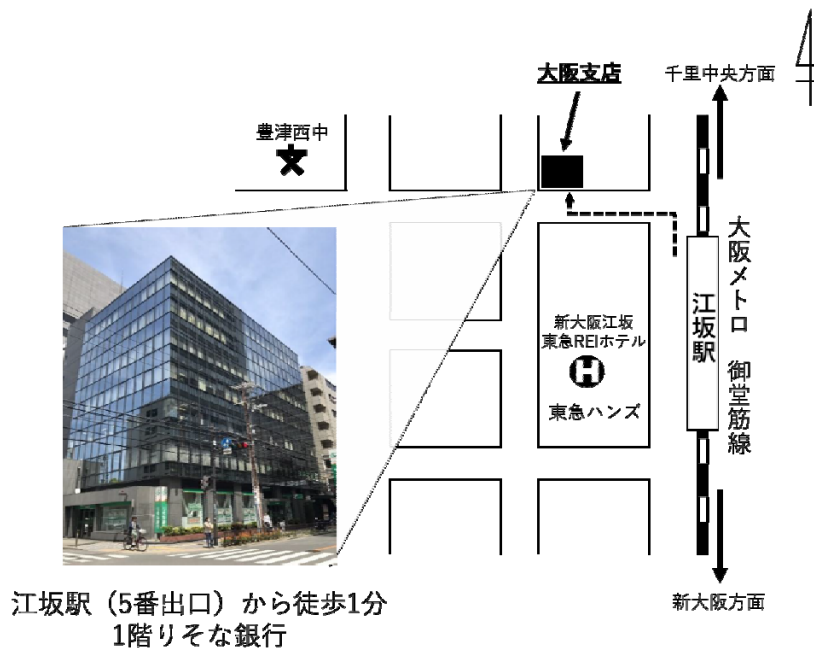 大阪支店
千里中央方面
豊津西中
大阪メトロ 御堂筋線
江坂駅
新大阪江坂
東急REIホテル
H
東急ハンズ
新大阪方面
江坂駅（5番出口）から徒歩1分
1階りそな銀行